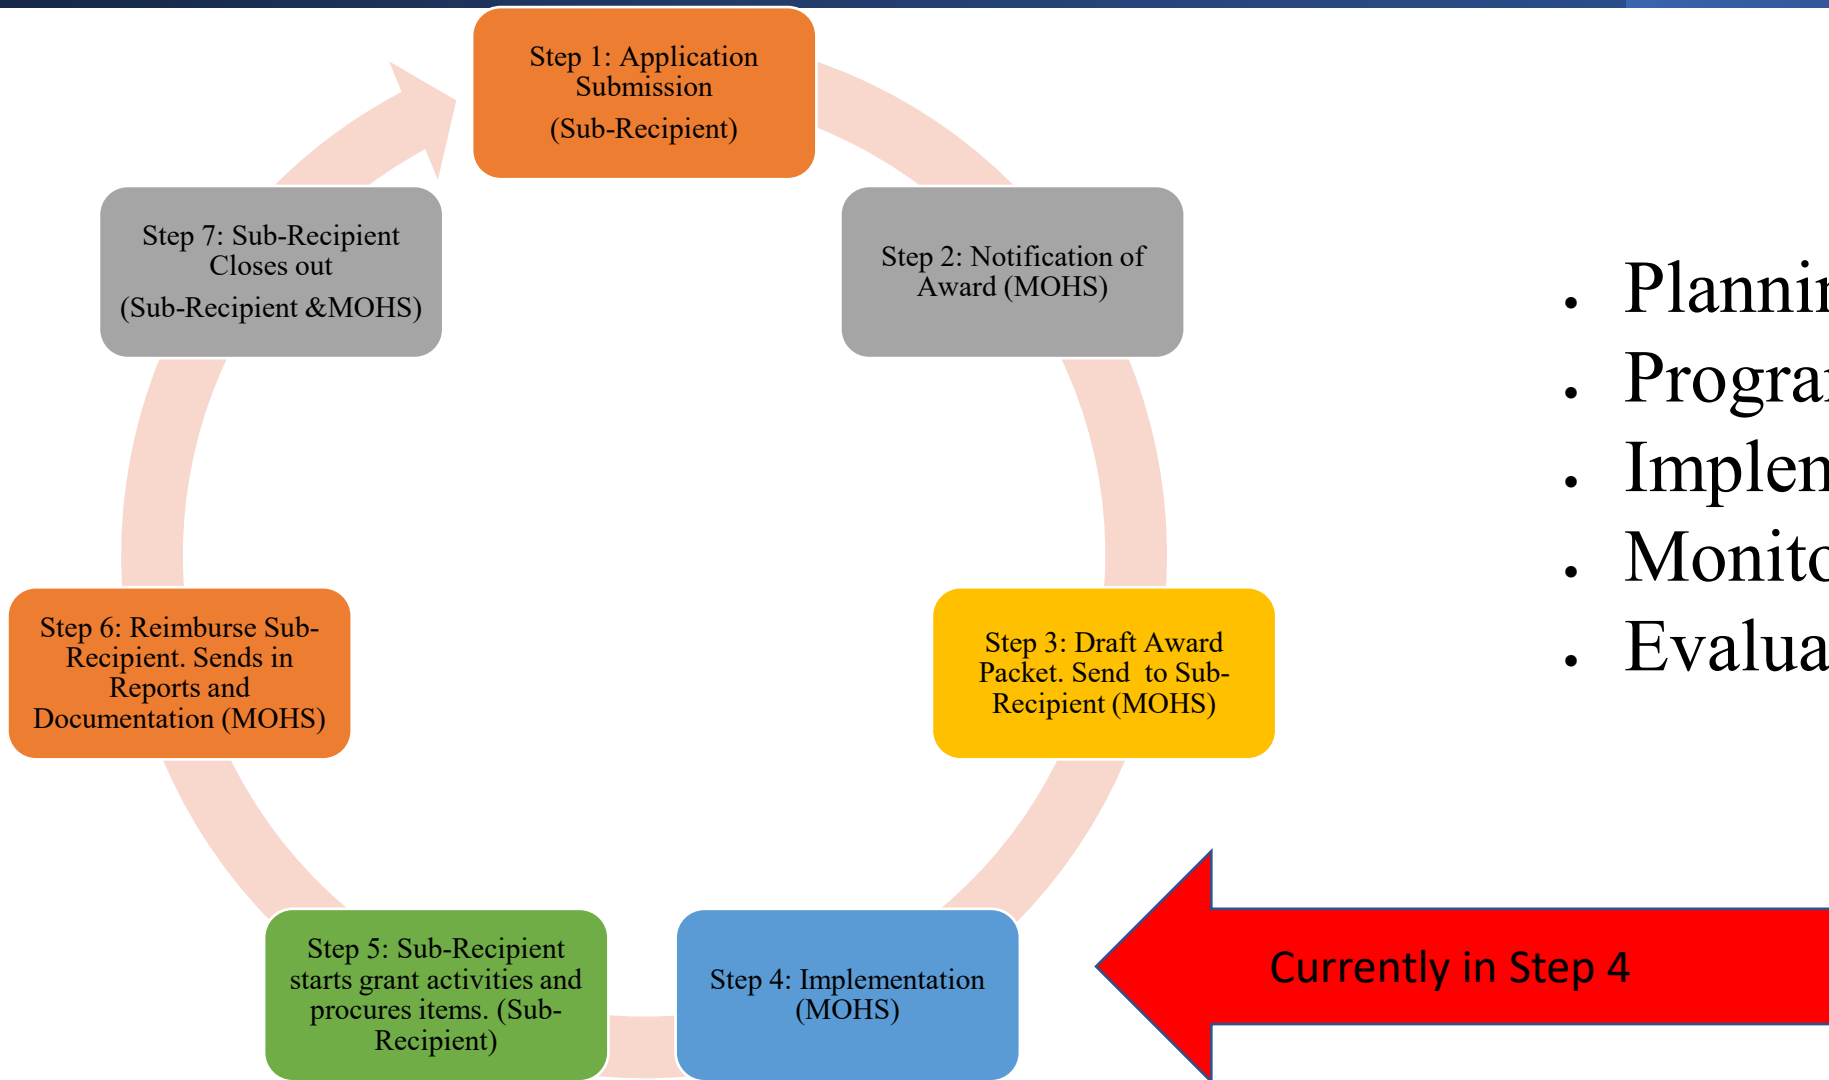 Step 1: Application
Submission
(Sub-Recipient)
Step 2: Notification of
Award (MOHS)
Step 3: Draft Award
Packet. Send to Sub-
Recipient (MOHS)
Step 4: Implementation
(MOHS)
Step 5: Sub-Recipient
starts grant activities and
procures items. (Sub-
Recipient)
Step 6: Reimburse Sub-
Recipient. Sends in
Reports and
Documentation (MOHS)
Step 7: Sub-Recipient
Closes out
(Sub-Recipient &MOHS)
Currently in Step 4